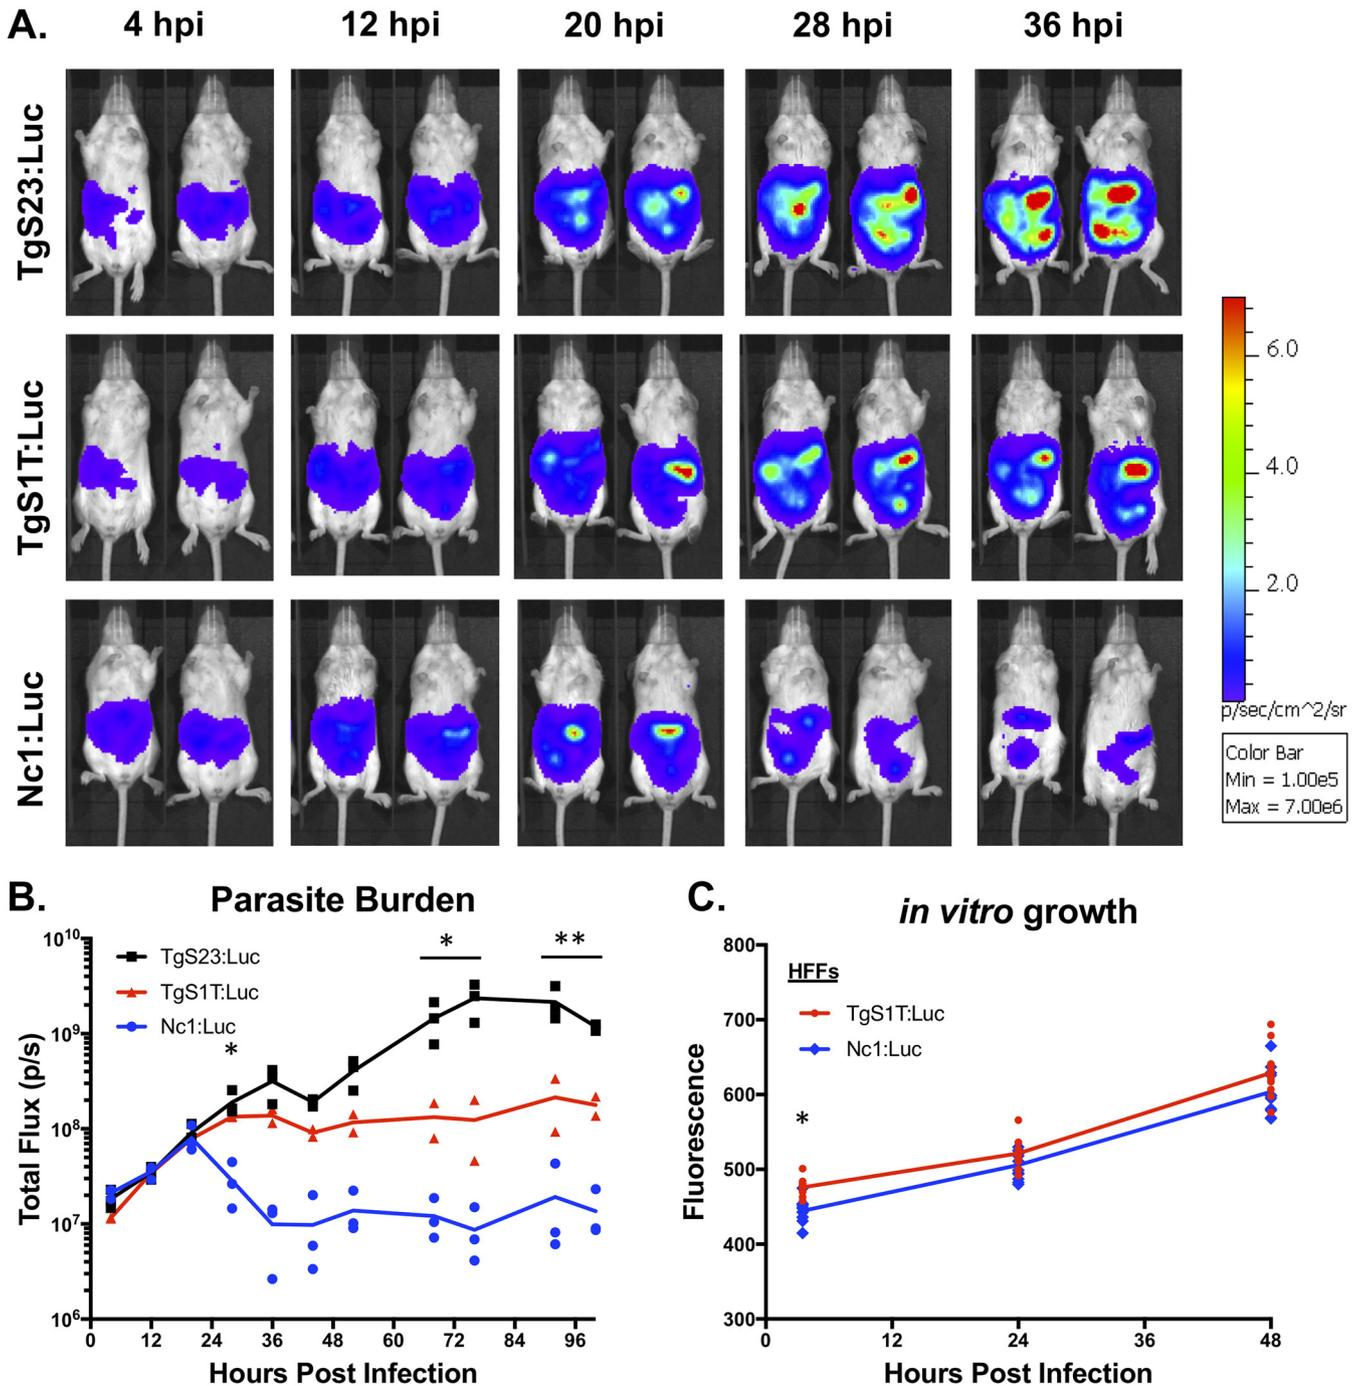 A.
4 hpi 12 hpi 20 hpi 28 hpi 36 hpi
TgS23:Luc
TgS1T:Luc
Nc1:Luc
6.0
4.0
2.0
p/sec/cm^2/sr
Color Bar
Min = 1.00e5
Max = 7.00e6
B.
Parasite Burden
TgS23:Luc
TgS1T:Luc
Nc1:Luc
*
*
**
Total Flux (p/s)
10^10
10^9
10^8
10^7
10^6
0 12 24 36 48 60 72 84 96
Hours Post Infection
C.
in vitro growth
HFFs
TgS1T:Luc
Nc1:Luc
*
Fluorescence
800
700
600
500
400
300
0 12 24 36 48
Hours Post Infection